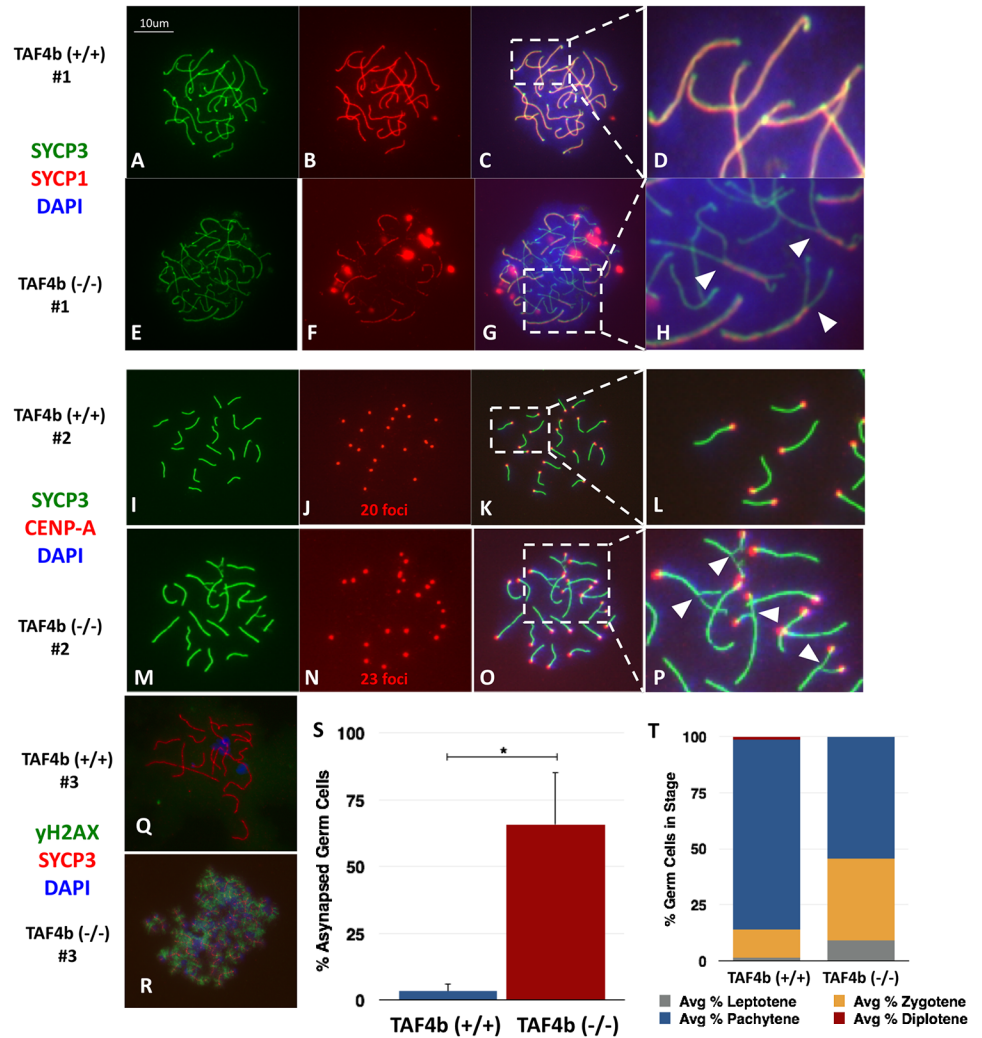 10um
TAF4b (+/+)
#1
SYCP3
SYCP1
DAPI
TAF4b (-/-)
#1
A
B
C
D
E
F
G
H
TAF4b (+/+)
#2
SYCP3
CENP-A
DAPI
TAF4b (-/-)
#2
I
J
20 foci
K
L
M
N
23 foci
O
P
TAF4b (+/+)
#3
yH2AX
SYCP3
DAPI
TAF4b (-/-)
#3
Q
R
S
% Asynapsed Germ Cells
100
75
50
25
0
*
TAF4b (+/+) TAF4b (-/-)
T
% Germ Cells in Stage
100
75
50
25
0
TAF4b (+/+) TAF4b (-/-)
Avg % Leptotene
Avg % Zygotene
Avg % Pachytene
Avg % Diplotene